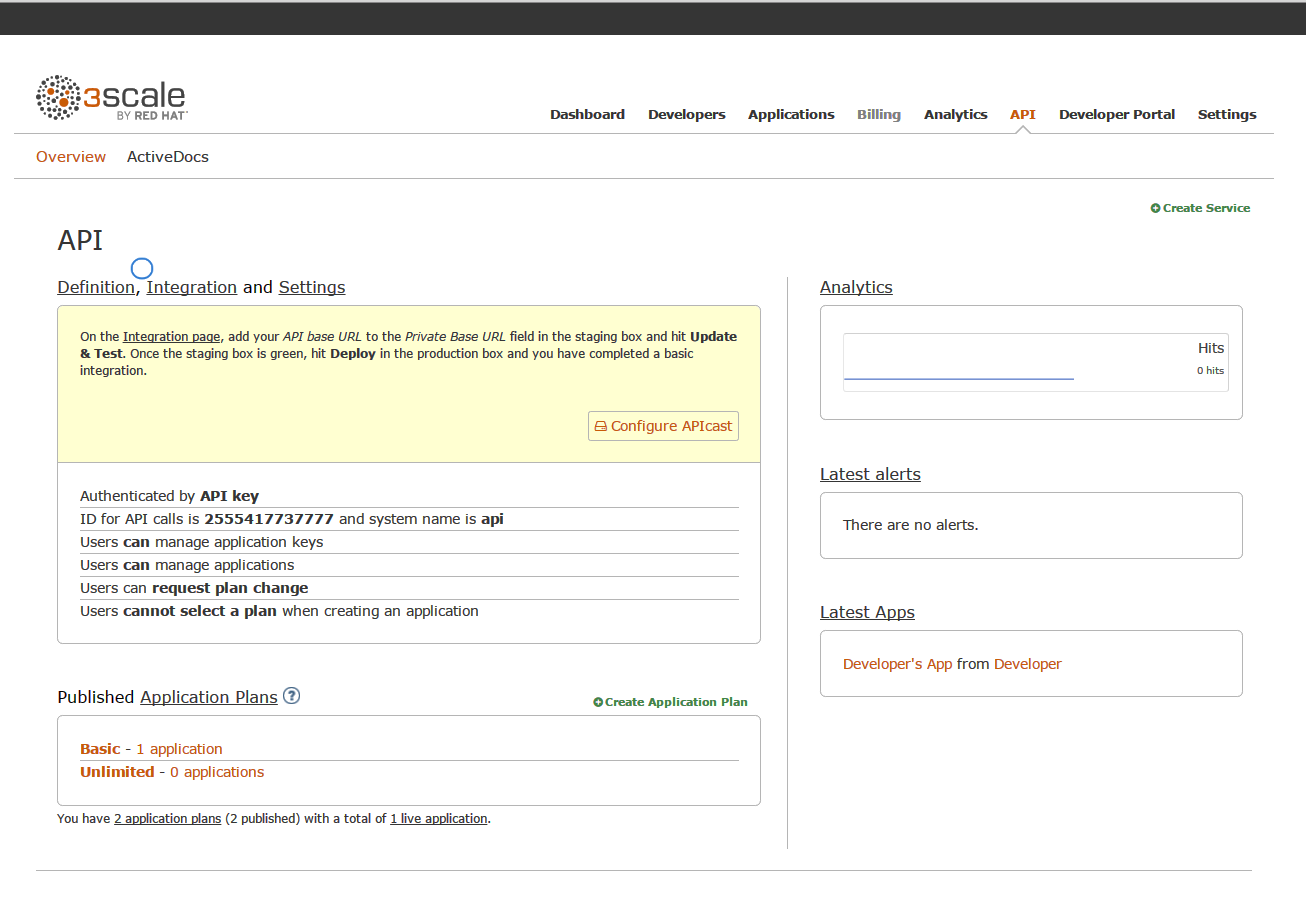 3scale
BY RED HAT
Dashboard Developers Applications Billing Analytics API Developer Portal Settings
Overview ActiveDocs
Create Service
API
Definition, Integration and Settings
On the Integration page, add your API base URL to the Private Base URL field in the staging box and hit Update
& Test. Once the staging box is green, hit Deploy in the production box and you have completed a basic
integration.
Configure APIcast
Authenticated by API key
ID for API calls is 2555417737777 and system name is api
Users can manage application keys
Users can manage applications
Users can request plan change
Users cannot select a plan when creating an application
Published Application Plans ?
Create Application Plan
Basic - 1 application
Unlimited - 0 applications
You have 2 application plans (2 published) with a total of 1 live application.
Analytics
Hits
0 hits
Latest alerts
There are no alerts.
Latest Apps
Developer's App from Developer